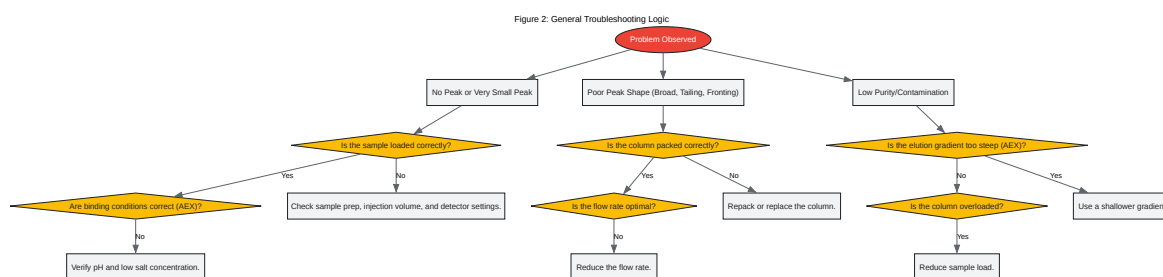 Figure 2: General Troubleshooting Logic
Problem Observed
No Peak or Very Small Peak
Poor Peak Shape (Broad, Tailing, Fronting)
Low Purity/Contamination
Is the sample loaded correctly?
Is the column packed correctly?
Is the elution gradient too steep (AEX)?
Yes
No
Yes
No
No
Yes
Are binding conditions correct (AEX)?
Check sample prep, injection volume, and detector settings.
Is the flow rate optimal?
Repack or replace the column.
Is the column overloaded?
Use a shallower gradien
No
No
Yes
Verify pH and low salt concentration.
Reduce the flow rate.
Reduce sample load.